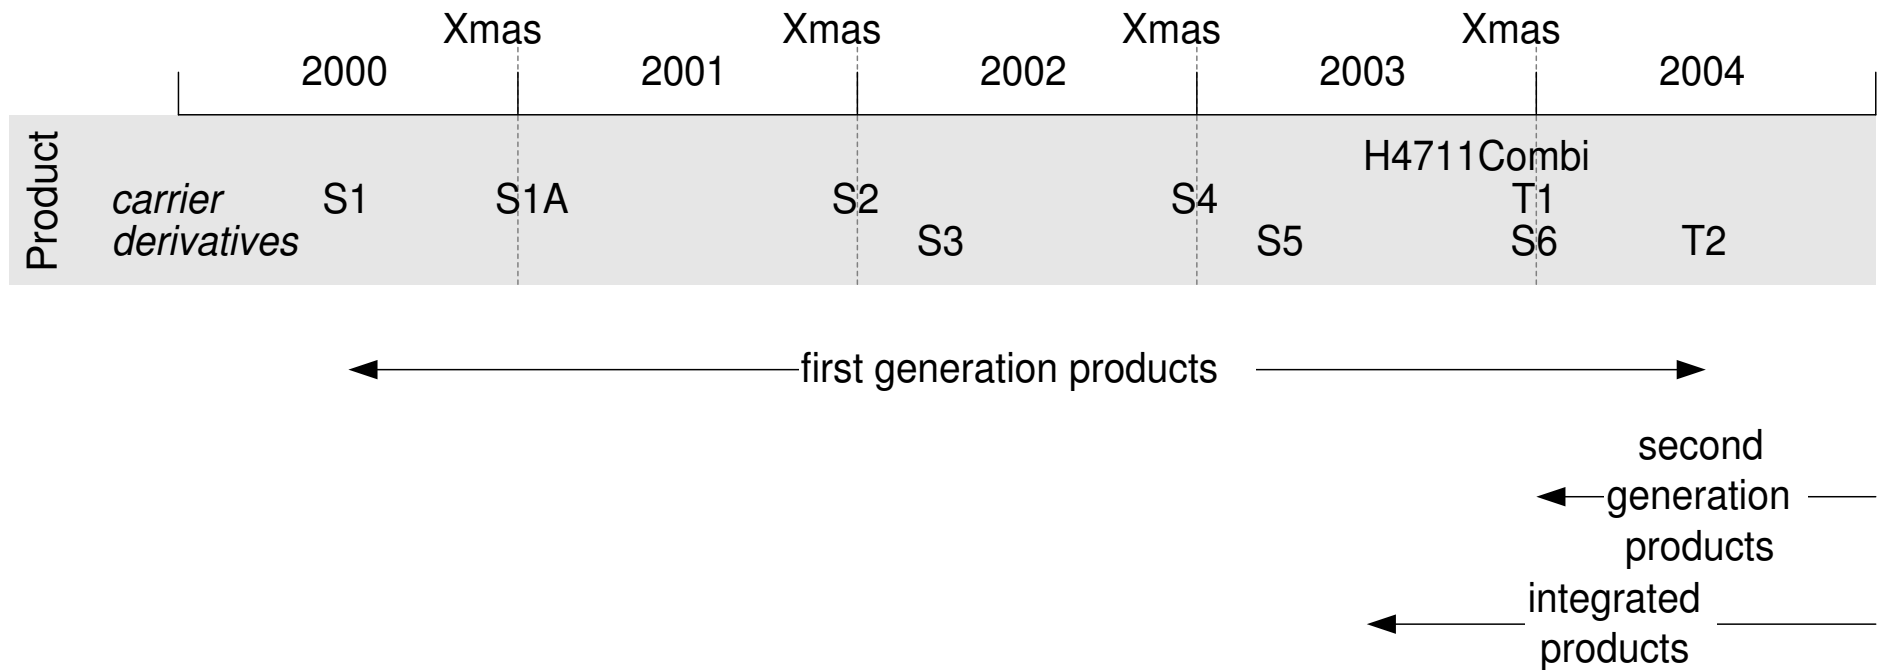 Xmas Xmas Xmas Xmas
2000 2001 2002 2003 2004
Product
H4711Combi
carrier S1 S1A S2 S4 T1
derivatives S3 S5 S6 T2
first generation products
second
generation
products
integrated
products